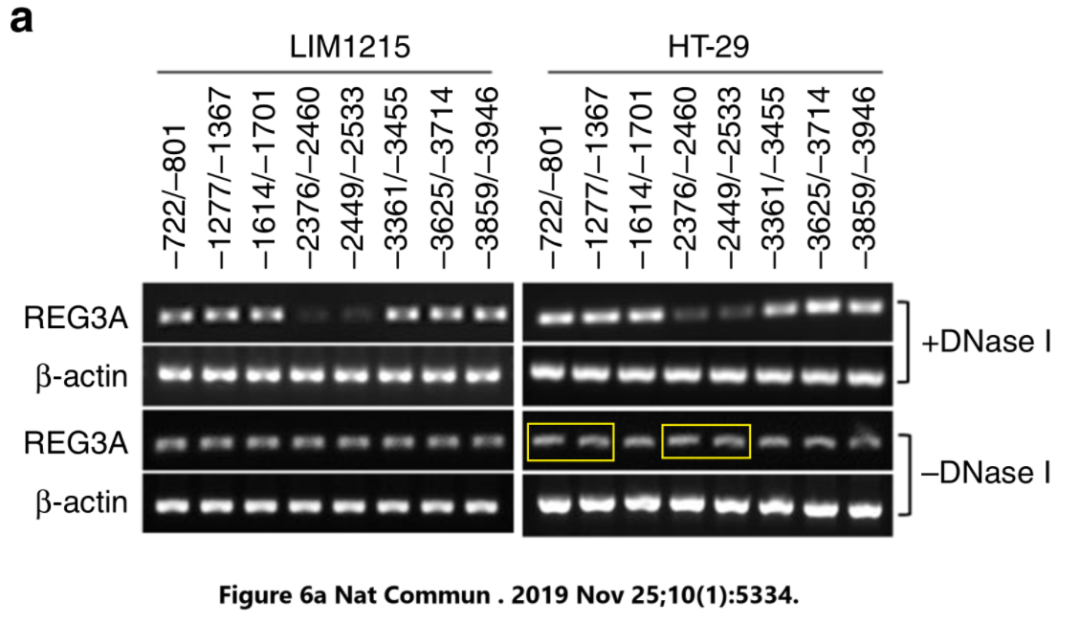 a
LIM1215
HT-29
–722/–801
–1277/–1367
–1614/–1701
–2376/–2460
–2449/–2533
–3361/–3455
–3625/–3714
–3859/–3946
–722/–801
–1277/–1367
–1614/–1701
–2376/–2460
–2449/–2533
–3361/–3455
–3625/–3714
–3859/–3946
REG3A
β-actin
+DNase I
REG3A
β-actin
–DNase I
Figure 6a Nat Commun . 2019 Nov 25;10(1):5334.